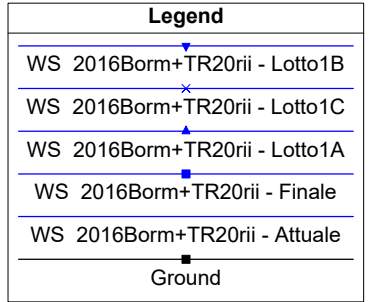 Legend
WS 2016Borm+TR20rii - Lotto1B
WS 2016Borm+TR20rii - Lotto1C
WS 2016Borm+TR20rii - Lotto1A
WS 2016Borm+TR20rii - Finale
WS 2016Borm+TR20rii - Attuale
Ground